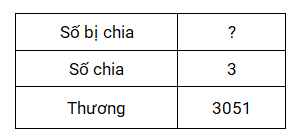 Số bị chia ?
Số chia 3
Thương 3051